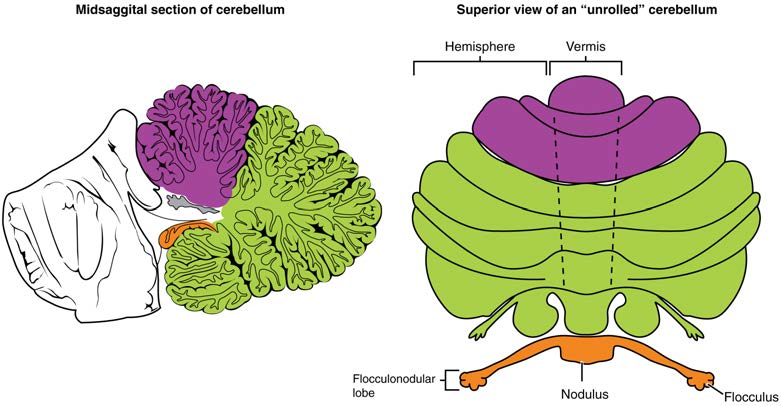 Midsaggital section of cerebellum
Superior view of an “unrolled” cerebellum
Hemisphere
Vermis
Flocculonodular
lobe
Nodulus
Flocculus